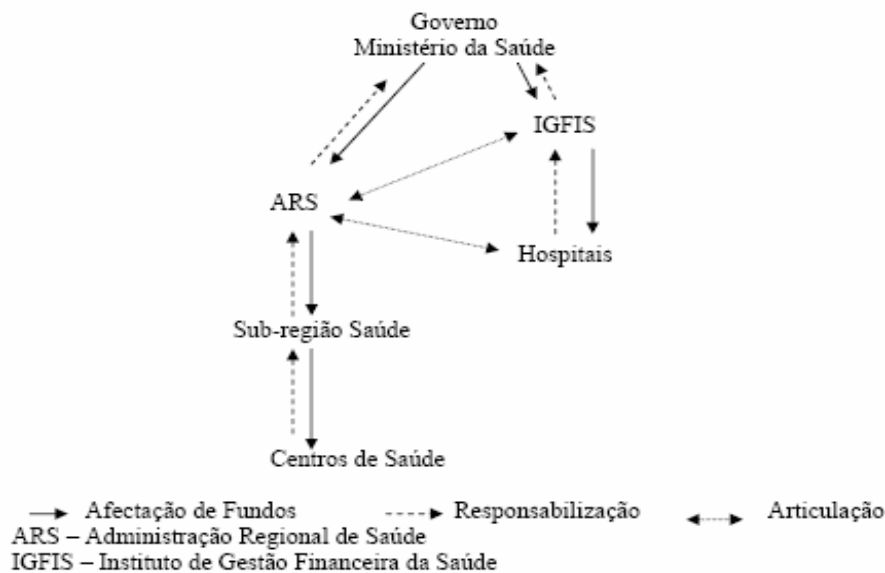 Governo
Ministério da Saúde
IGFIS
ARS
Hospitais
Sub-região Saúde
Centros de Saúde
Afectação de Fundos Responsabilização Articulação
ARS – Administração Regional de Saúde
IGFIS – Instituto de Gestão Financeira da Saúde